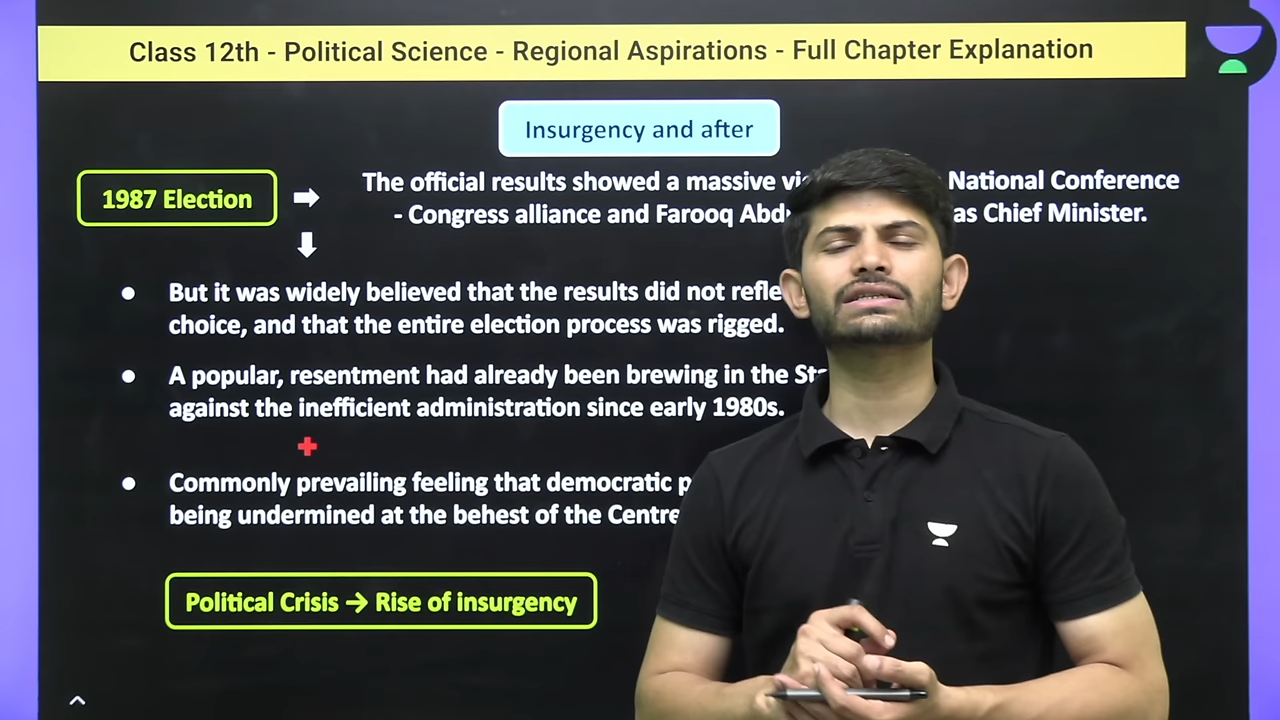 Class 12th - Political Science - Regional Aspirations - Full Chapter Explanation
Insurgency and after
1987 Election
The official results showed a massive National Conference
- Congress alliance and Farooq as Chief Minister.
But it was widely believed that the results did not
choice, and that the entire election process was rigged.
A popular, resentment had already been brewing in the
against the inefficient administration since early 1980s.
Commonly prevailing feeling that democratic
being undermined at the behest of the Centre
Political Crisis → Rise of insurgency